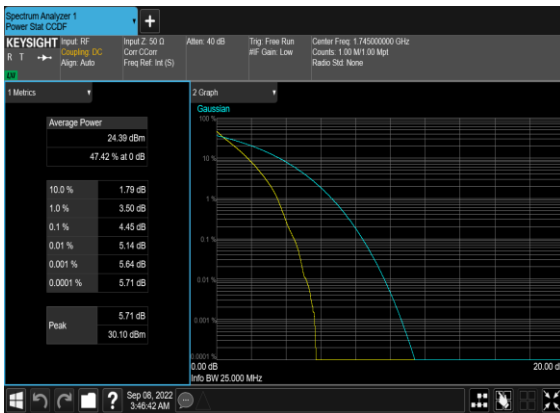 Spectrum Analyzer 1
Power Stat CCDF
KEYSIGHT
R T
LV
Input: RF
Coupling: DC
Align: Auto
Input Z: 50 Ω
Corr CCorr
Freq Ref: Int (S)
Atten: 40 dB
Trig: Free Run
#IF Gain: Low
Center Freq: 1.745000000 GHz
Counts: 1.00 M/1.00 Mpt
Radio Std: None
1 Metrics
Average Power
24.39 dBm
47.42 % at 0 dB
10.0 % 1.79 dB
1.0 % 3.50 dB
0.1 % 4.45 dB
0.01 % 5.14 dB
0.001 % 5.64 dB
0.0001 % 5.71 dB
Peak
5.71 dB
30.10 dBm
2 Graph
Gaussian
100 %
10 %
1 %
0.1 %
0.01 %
0.001 %
0.0001 %
0.00 dB
20.00 d
Info BW 25.000 MHz
Sep 08, 2022
3:46:42 AM